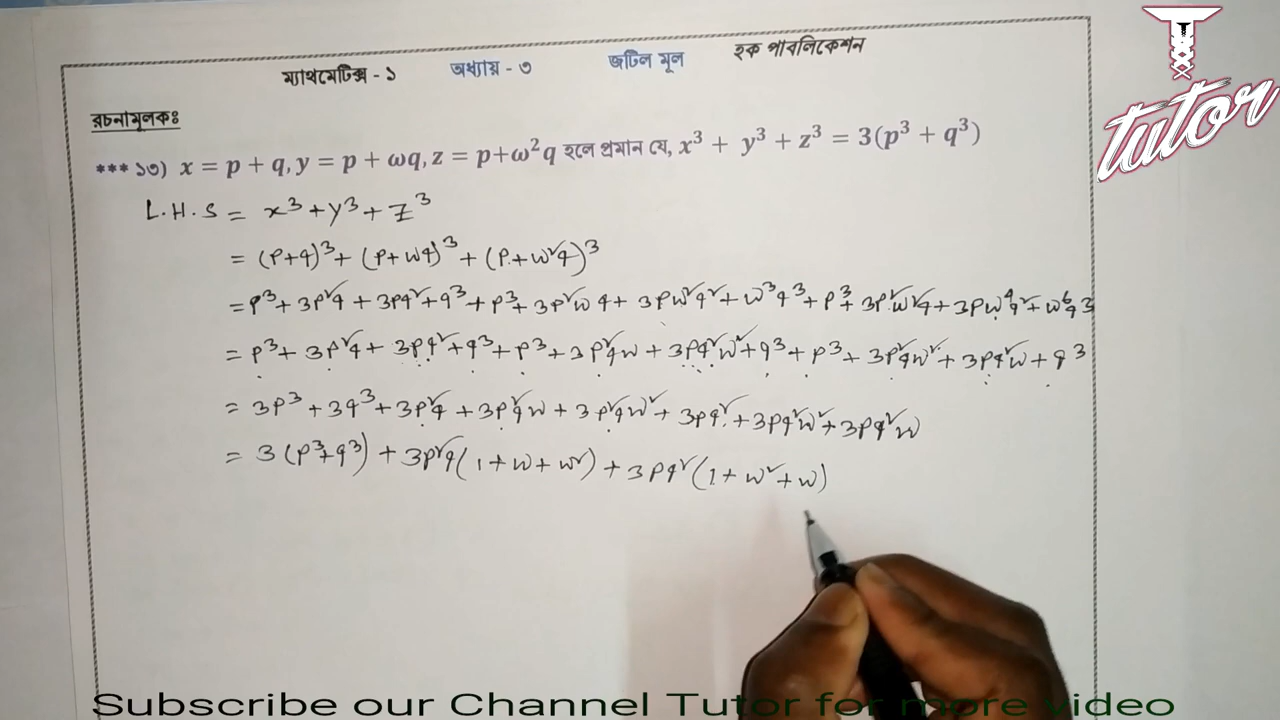 ম্যাথমেটিক্স - ১ অধ্যায় - ৩ জটিল মূল হক পাবলিকেশন
T
tutor
রচনামূলকঃ
*** ১৩) x = p + q, y = p + ωq, z = p+ω²q হলে প্রমান যে, x³ + y³ + z³ = 3(p³ + q³)
L.H.S = x³+y³+z³
= (p+q)³+(p+ωq)³+(p+ω²q)³
= p³+3p²q+3pq²+q³+p³+3p²ωq+3pω²q²+ω³q³+p³+3p²ω²q+3pω⁴q²+ω⁶q³
= p³+3p²q+3pq²+q³+p³+3p²qω+3pq²ω²+q³+p³+3p²qω²+3pq²ω+q³
= 3p³+3q³+3p²q+3p²qω+3p²qω²+3pq²+3pq²ω²+3pq²ω
= 3(p³+q³)+3p²q(1+ω+ω²)+3pq²(1+ω²+ω)
Subscribe our Channel Tutor for more video